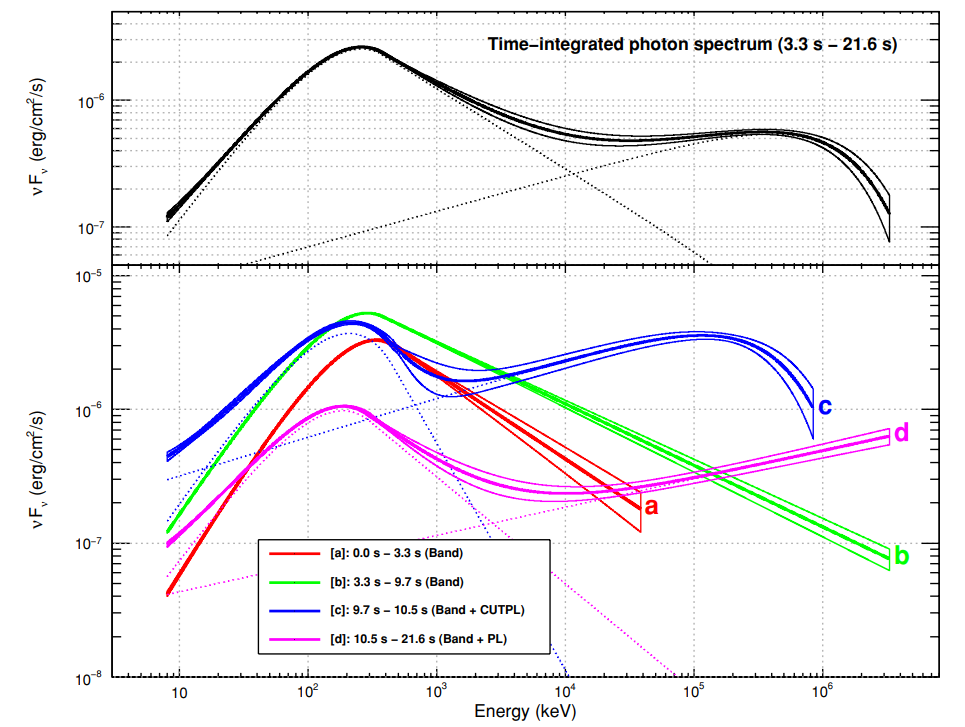 Time−integrated photon spectrum (3.3 s − 21.6 s)
ν F_ν (erg/cm²/s)
10⁻⁶
10⁻⁷
10⁻⁵
ν F_ν (erg/cm²/s)
10⁻⁶
10⁻⁷
10⁻⁸
c
d
a
b
[a]: 0.0 s − 3.3 s (Band)
[b]: 3.3 s − 9.7 s (Band)
[c]: 9.7 s − 10.5 s (Band + CUTPL)
[d]: 10.5 s − 21.6 s (Band + PL)
10 10² 10³ 10⁴ 10⁵ 10⁶
Energy (keV)